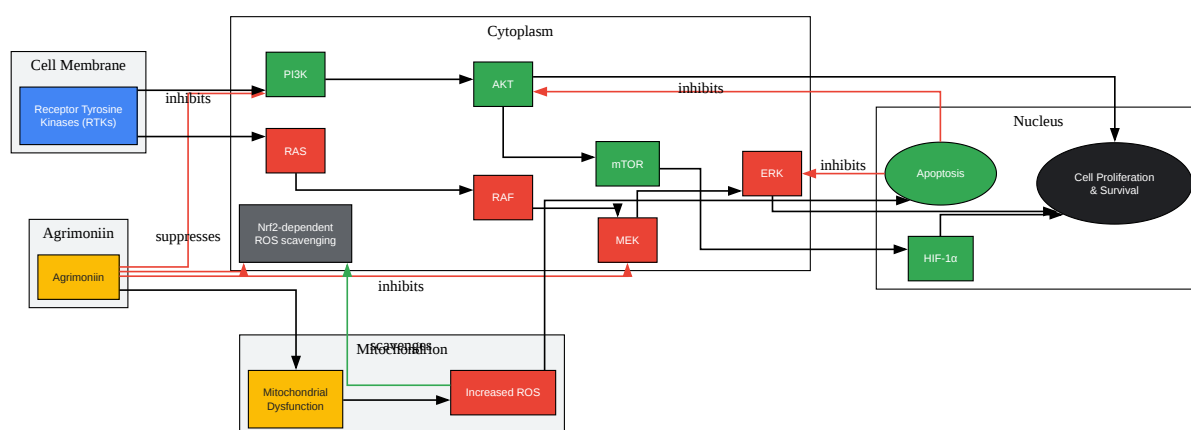 Cytoplasm
Cell Membrane
PI3K
AKT
inhibits
inhibits
Receptor Tyrosine
Kinases (RTKs)
Nucleus
RAS
mTOR
ERK
inhibits
Apoptosis
Cell Proliferation
& Survival
RAF
Nrf2-dependent
ROS scavenging
MEK
Agrimoniin
suppresses
HIF-1α
Agrimoniin
inhibits
scavenges
Mitochondrion
Mitochondrial
Dysfunction
Increased ROS